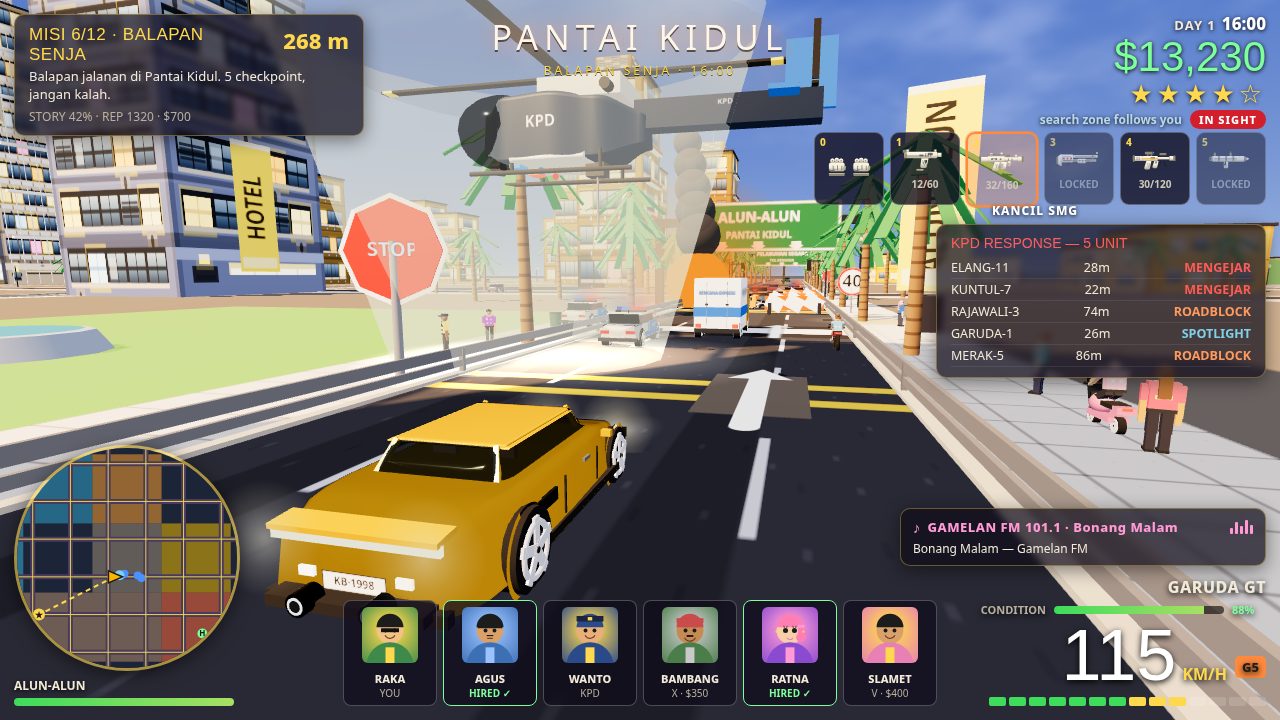 MISI 6/12 · BALAPAN SENJA
268 m
Balapan jalanan di Pantai Kidul. 5 checkpoint,
jangan kalah.
STORY 42% · REP 1320 · $700
PANTAI KIDUL
BALAPAN SENJA · 16:00
DAY 1 16:00
$13,230
★★★★☆
search zone follows you IN SIGHT
0
1 12/60
32/160
3 LOCKED
4 30/120
5 LOCKED
KANCIL SMG
KPD RESPONSE — 5 UNIT
ELANG-11 28m MENGEJAR
KUNTUL-7 22m MENGEJAR
RAJAWALI-3 74m ROADBLOCK
GARUDA-1 26m SPOTLIGHT
MERAK-5 86m ROADBLOCK
KPD
KPD
HOTEL
STOP
ALUN-ALUN
PANTAI KIDUL
40
KB-1998
H
ALUN-ALUN
♪ GAMELAN FM 101.1 · Bonang Malam
Bonang Malam — Gamelan FM
GARUDA GT
CONDITION 88%
115 KM/H G5
RAKA
YOU
AGUS
HIRED ✓
WANTO
KPD
BAMBANG
X · $350
RATNA
HIRED ✓
SLAMET
V · $400